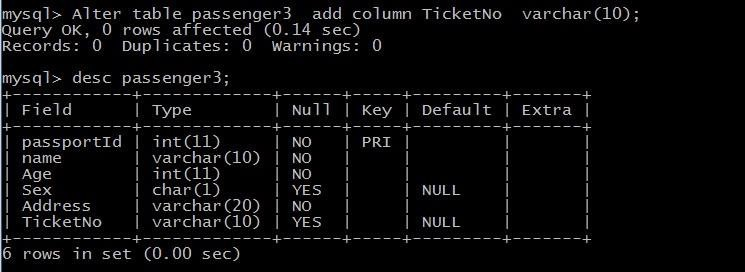 mysql> Alter table passenger3  add column TicketNo  varchar(10);
Query OK, 0 rows affected (0.14 sec)
Records: 0  Duplicates: 0  Warnings: 0
mysql> desc passenger3;
+------------+-------------+------+-----+---------+-------+
| Field      | Type        | Null | Key | Default | Extra |
+------------+-------------+------+-----+---------+-------+
| passportId | int(11)     | NO   | PRI |         |       |
| name       | varchar(10) | NO   |     |         |       |
| Age        | int(11)     | NO   |     |         |       |
| Sex        | char(1)     | YES  |     | NULL    |       |
| Address    | varchar(20) | NO   |     |         |       |
| TicketNo   | varchar(10) | YES  |     | NULL    |       |
+------------+-------------+------+-----+---------+-------+
6 rows in set (0.00 sec)